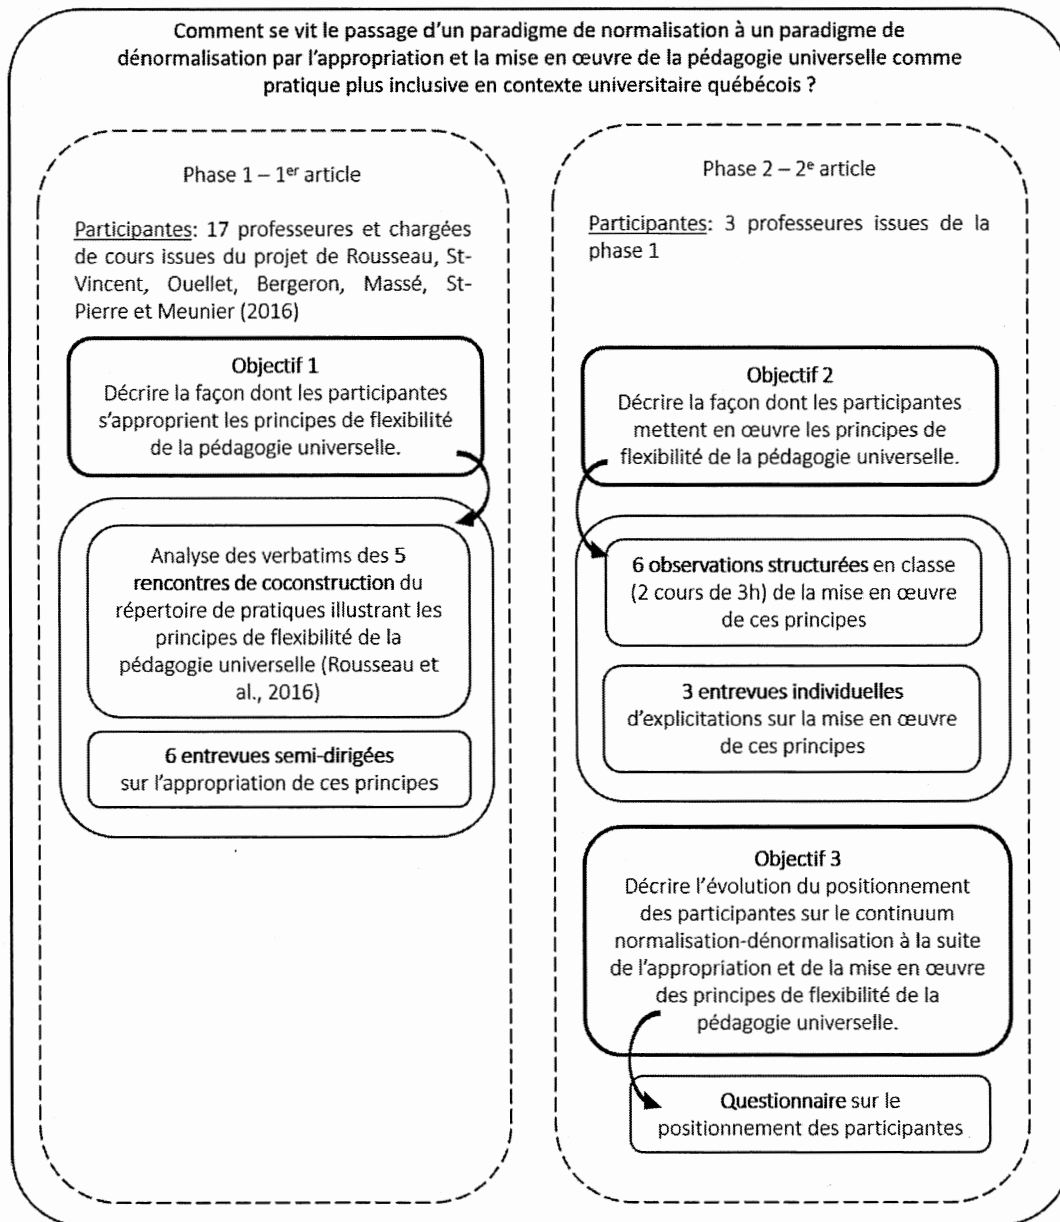 Comment se vit le passage d'un paradigme de normalisation à un paradigme de
dénormalisation par l'appropriation et la mise en œuvre de la pédagogie universelle comme
pratique plus inclusive en contexte universitaire québécois ?
Phase 1 – 1er article
Participantes: 17 professeures et chargées
de cours issues du projet de Rousseau, St-
Vincent, Ouellet, Bergeron, Massé, St-
Pierre et Meunier (2016)
Objectif 1
Décrire la façon dont les participantes
s'approprient les principes de flexibilité
de la pédagogie universelle.
Analyse des verbatims des 5
rencontres de coconstruction du
répertoire de pratiques illustrant les
principes de flexibilité de la
pédagogie universelle (Rousseau et
al., 2016)
6 entrevues semi-dirigées
sur l'appropriation de ces principes
Phase 2 – 2e article
Participantes: 3 professeures issues de la
phase 1
Objectif 2
Décrire la façon dont les participantes
mettent en œuvre les principes de
flexibilité de la pédagogie universelle.
6 observations structurées en classe
(2 cours de 3h) de la mise en œuvre
de ces principes
3 entrevues individuelles
d'explicitations sur la mise en œuvre
de ces principes
Objectif 3
Décrire l'évolution du positionnement
des participantes sur le continuum
normalisation-dénormalisation à la suite
de l'appropriation et de la mise en œuvre
des principes de flexibilité de la
pédagogie universelle.
Questionnaire sur le
positionnement des participantes